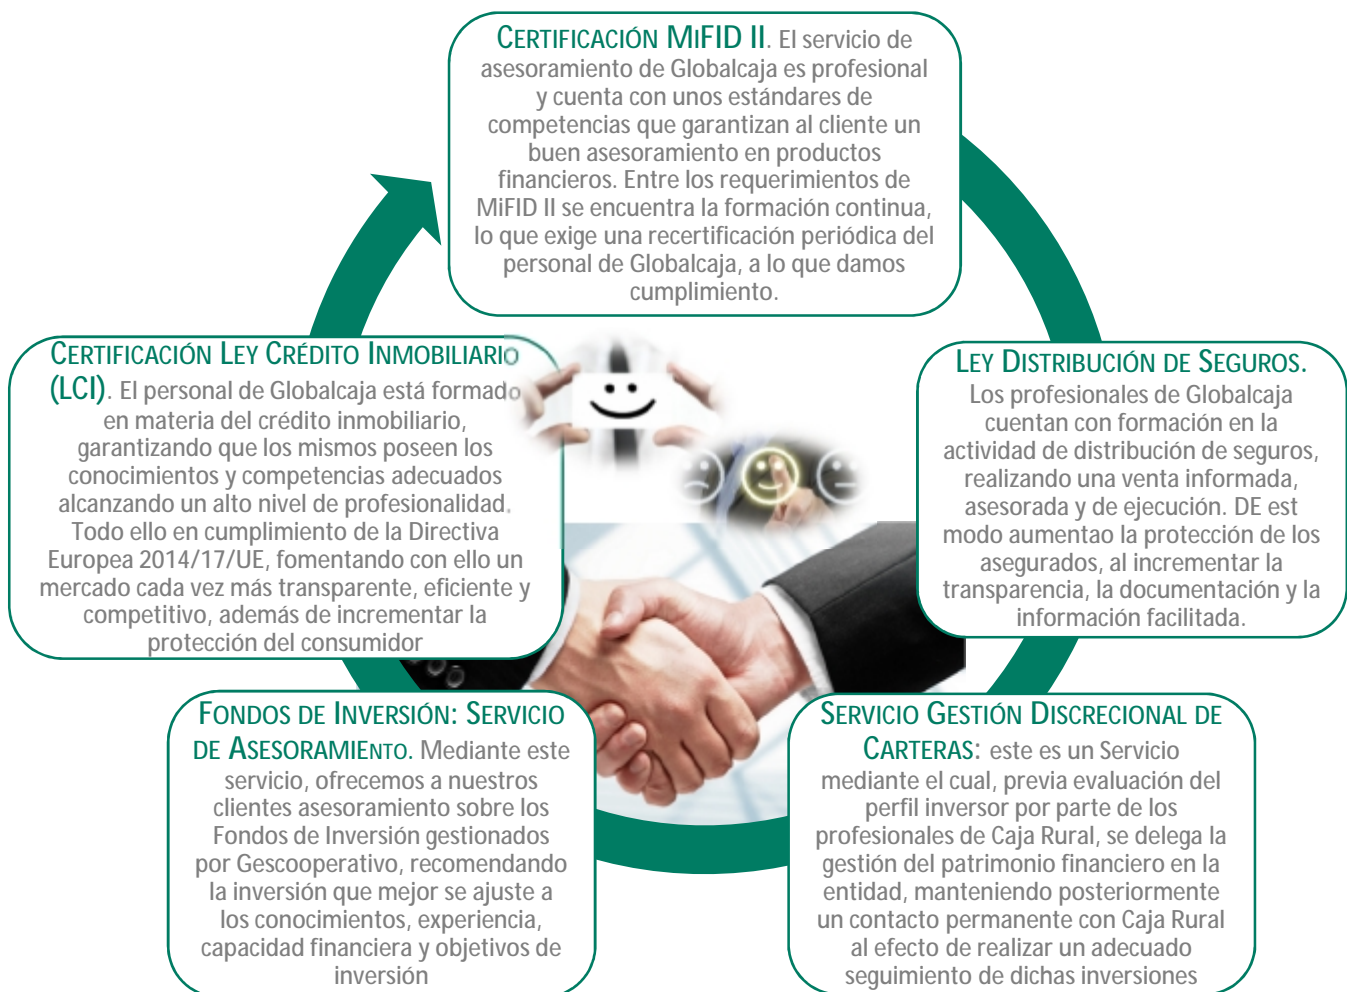 CERTIFICACIÓN MIFID II. El servicio de
asesoramiento de Globalcaja es profesional
y cuenta con unos estándares de
competencias que garantizan al cliente un
buen asesoramiento en productos
financieros. Entre los requerimientos de
MiFID II se encuentra la formación continua,
lo que exige una recertificación periódica del
personal de Globalcaja, a lo que damos
cumplimiento.
LEY DISTRIBUCIÓN DE SEGUROS.
Los profesionales de Globalcaja
cuentan con formación en la
actividad de distribución de seguros,
realizando una venta informada,
asesorada y de ejecución. DE est
modo aumentao la protección de los
asegurados, al incrementar la
transparencia, la documentación y la
información facilitada.
SERVICIO GESTIÓN DISCRECIONAL DE
CARTERAS: este es un Servicio
mediante el cual, previa evaluación del
perfil inversor por parte de los
profesionales de Caja Rural, se delega la
gestión del patrimonio financiero en la
entidad, manteniendo posteriormente
un contacto permanente con Caja Rural
al efecto de realizar un adecuado
seguimiento de dichas inversiones
FONDOS DE INVERSIÓN: SERVICIO
DE ASESORAMIENTO. Mediante este
servicio, ofrecemos a nuestros
clientes asesoramiento sobre los
Fondos de Inversión gestionados
por Gescooperativo, recomendando
la inversión que mejor se ajuste a
los conocimientos, experiencia,
capacidad financiera y objetivos de
inversión
CERTIFICACIÓN LEY CRÉDITO INMOBILIARIO
(LCI). El personal de Globalcaja está formado
en materia del crédito inmobiliario,
garantizando que los mismos poseen los
conocimientos y competencias adecuados
alcanzando un alto nivel de profesionalidad.
Todo ello en cumplimiento de la Directiva
Europea 2014/17/UE, fomentando con ello un
mercado cada vez más transparente, eficiente y
competitivo, además de incrementar la
protección del consumidor